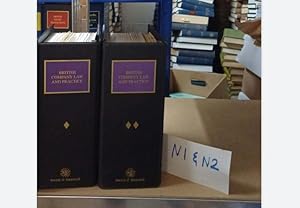 BRITISH
COMPANY LAW
AND PRACTICE
BRITISH
COMPANY LAW
AND PRACTICE
N1 & N2